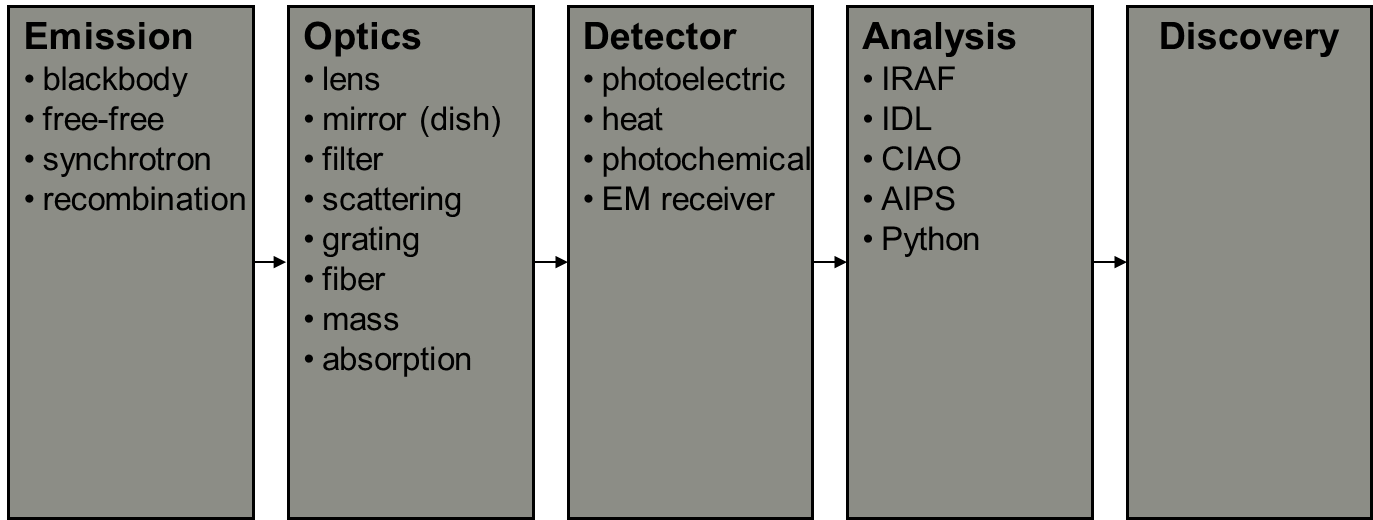 Emission
• blackbody
• free-free
• synchrotron
• recombination
Optics
• lens
• mirror (dish)
• filter
• scattering
• grating
• fiber
• mass
• absorption
Detector
• photoelectric
• heat
• photochemical
• EM receiver
Analysis
• IRAF
• IDL
• CIAO
• AIPS
• Python
Discovery